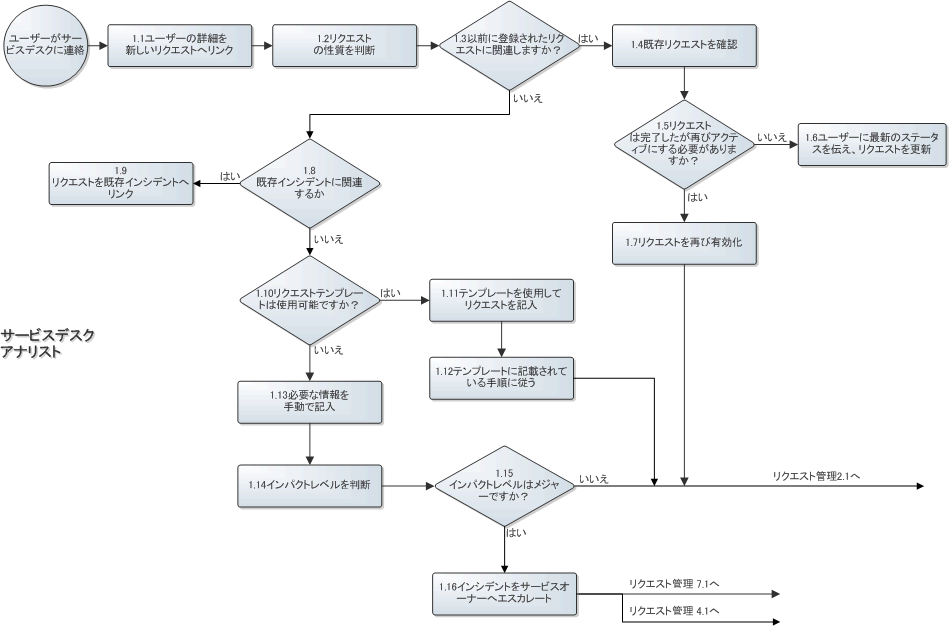 ユーザーがサー
ビスデスクに連絡
1.1ユーザーの詳細を
新しいリクエストへリンク
1.2リクエスト
の性質を判断
1.3以前に登録されたリク
エストに関連しますか？
はい
1.4既存リクエストを確認
いいえ
1.5リクエスト
は完了したが再びアクティ
ブにする必要がありま
すか？
いいえ
1.6ユーザーに最新のステータ
スを伝え、リクエストを更新
はい
1.7リクエストを再び有効化
1.8
既存インシデントに関連
するか
はい
1.9
リクエストを既存インシデントへ
リンク
いいえ
1.10リクエストテンプレー
トは使用可能ですか？
はい
1.11テンプレートを使用して
リクエストを記入
1.12テンプレートに記載されて
いる手順に従う
いいえ
サービスデスク
アナリスト
1.13必要な情報を
手動で記入
1.14インパクトレベルを判断
1.15
インパクトレベルはメジャ
ーですか？
いいえ
リクエスト管理2.1へ
はい
1.16インシデントをサービスオ
ーナーへエスカレート
リクエスト管理 7.1へ
リクエスト管理 4.1へ